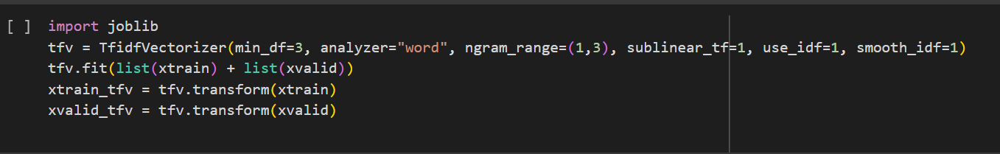 [ ] import joblib
tfv = TfidfVectorizer(min_df=3, analyzer="word", ngram_range=(1,3), sublinear_tf=1, use_idf=1, smooth_idf=1)
tfv.fit(list(xtrain) + list(xvalid))
xtrain_tfv = tfv.transform(xtrain)
xvalid_tfv = tfv.transform(xvalid)